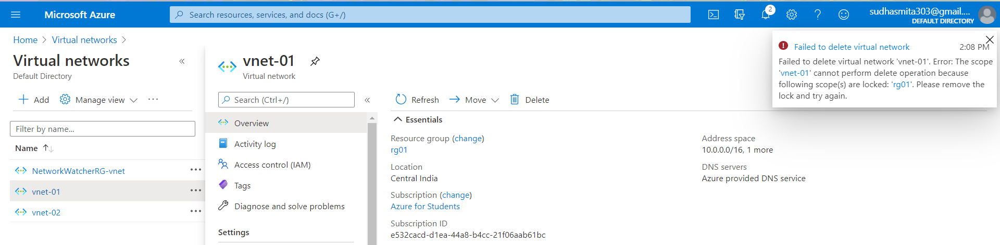 Microsoft Azure
Search resources, services, and docs (G+/)
2
sudhasmita303@gmail....
DEFAULT DIRECTORY
Home > Virtual networks >
Virtual networks
Default Directory
Add Manage view ...
Filter by name...
Name
NetworkWatcherRG-vnet ...
vnet-01 ...
vnet-02 ...
vnet-01
Virtual network
Search (Ctrl+/)
Overview
Activity log
Access control (IAM)
Tags
Diagnose and solve problems
Settings
Refresh Move Delete
Essentials
Resource group (change)
rg01
Location
Central India
Subscription (change)
Azure for Students
Subscription ID
e532cacd-d1ea-44a8-b4cc-21f06aab61bc
Address space
10.0.0.0/16, 1 more
DNS servers
Azure provided DNS service
Failed to delete virtual network 2:08 PM
Failed to delete virtual network 'vnet-01'. Error: The scope
'vnet-01' cannot perform delete operation because
following scope(s) are locked: 'rg01'. Please remove the
lock and try again.